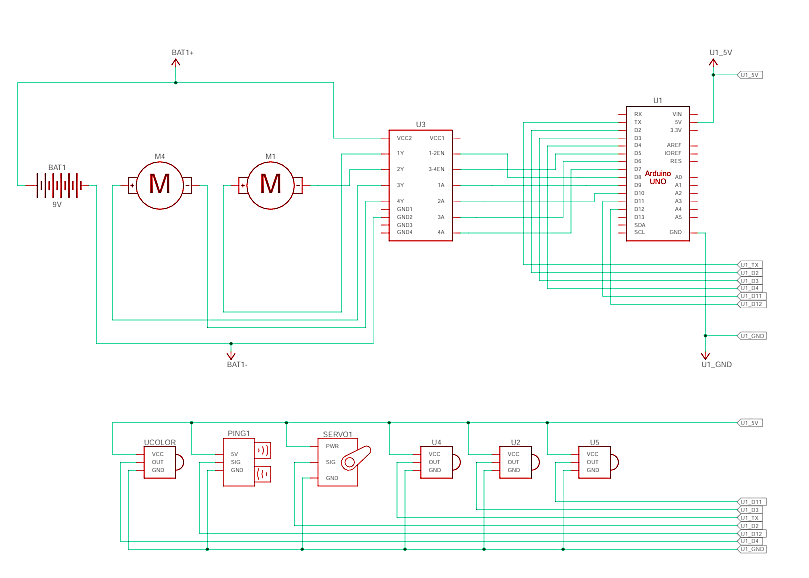 BAT1+
U1_5V
U1_5V
BAT1
9V
M4
+
M
-
M1
+
M
-
U3
VCC2
1Y
2Y
3Y
4Y
GND1
GND2
GND3
GND4
VCC1
1-2EN
3-4EN
1A
2A
3A
4A
U1
RX
TX
D2
D3
D4
D5
D6
D7
D8
D9
D10
D11
D12
D13
SDA
SCL
Arduino
UNO
VIN
5V
3.3V
AREF
IOREF
RES
A0
A1
A2
A3
A4
A5
GND
U1_TX
U1_D2
U1_D3
U1_D4
U1_D11
U1_D12
U1_GND
BAT1-
U1_GND
U1_5V
UCOLOR
VCC
OUT
GND
PING1
5V
SIG
GND
SERVO1
PWR
SIG
GND
U4
VCC
OUT
GND
U2
VCC
OUT
GND
U5
VCC
OUT
GND
U1_D11
U1_D3
U1_TX
U1_D2
U1_D12
U1_D4
U1_GND